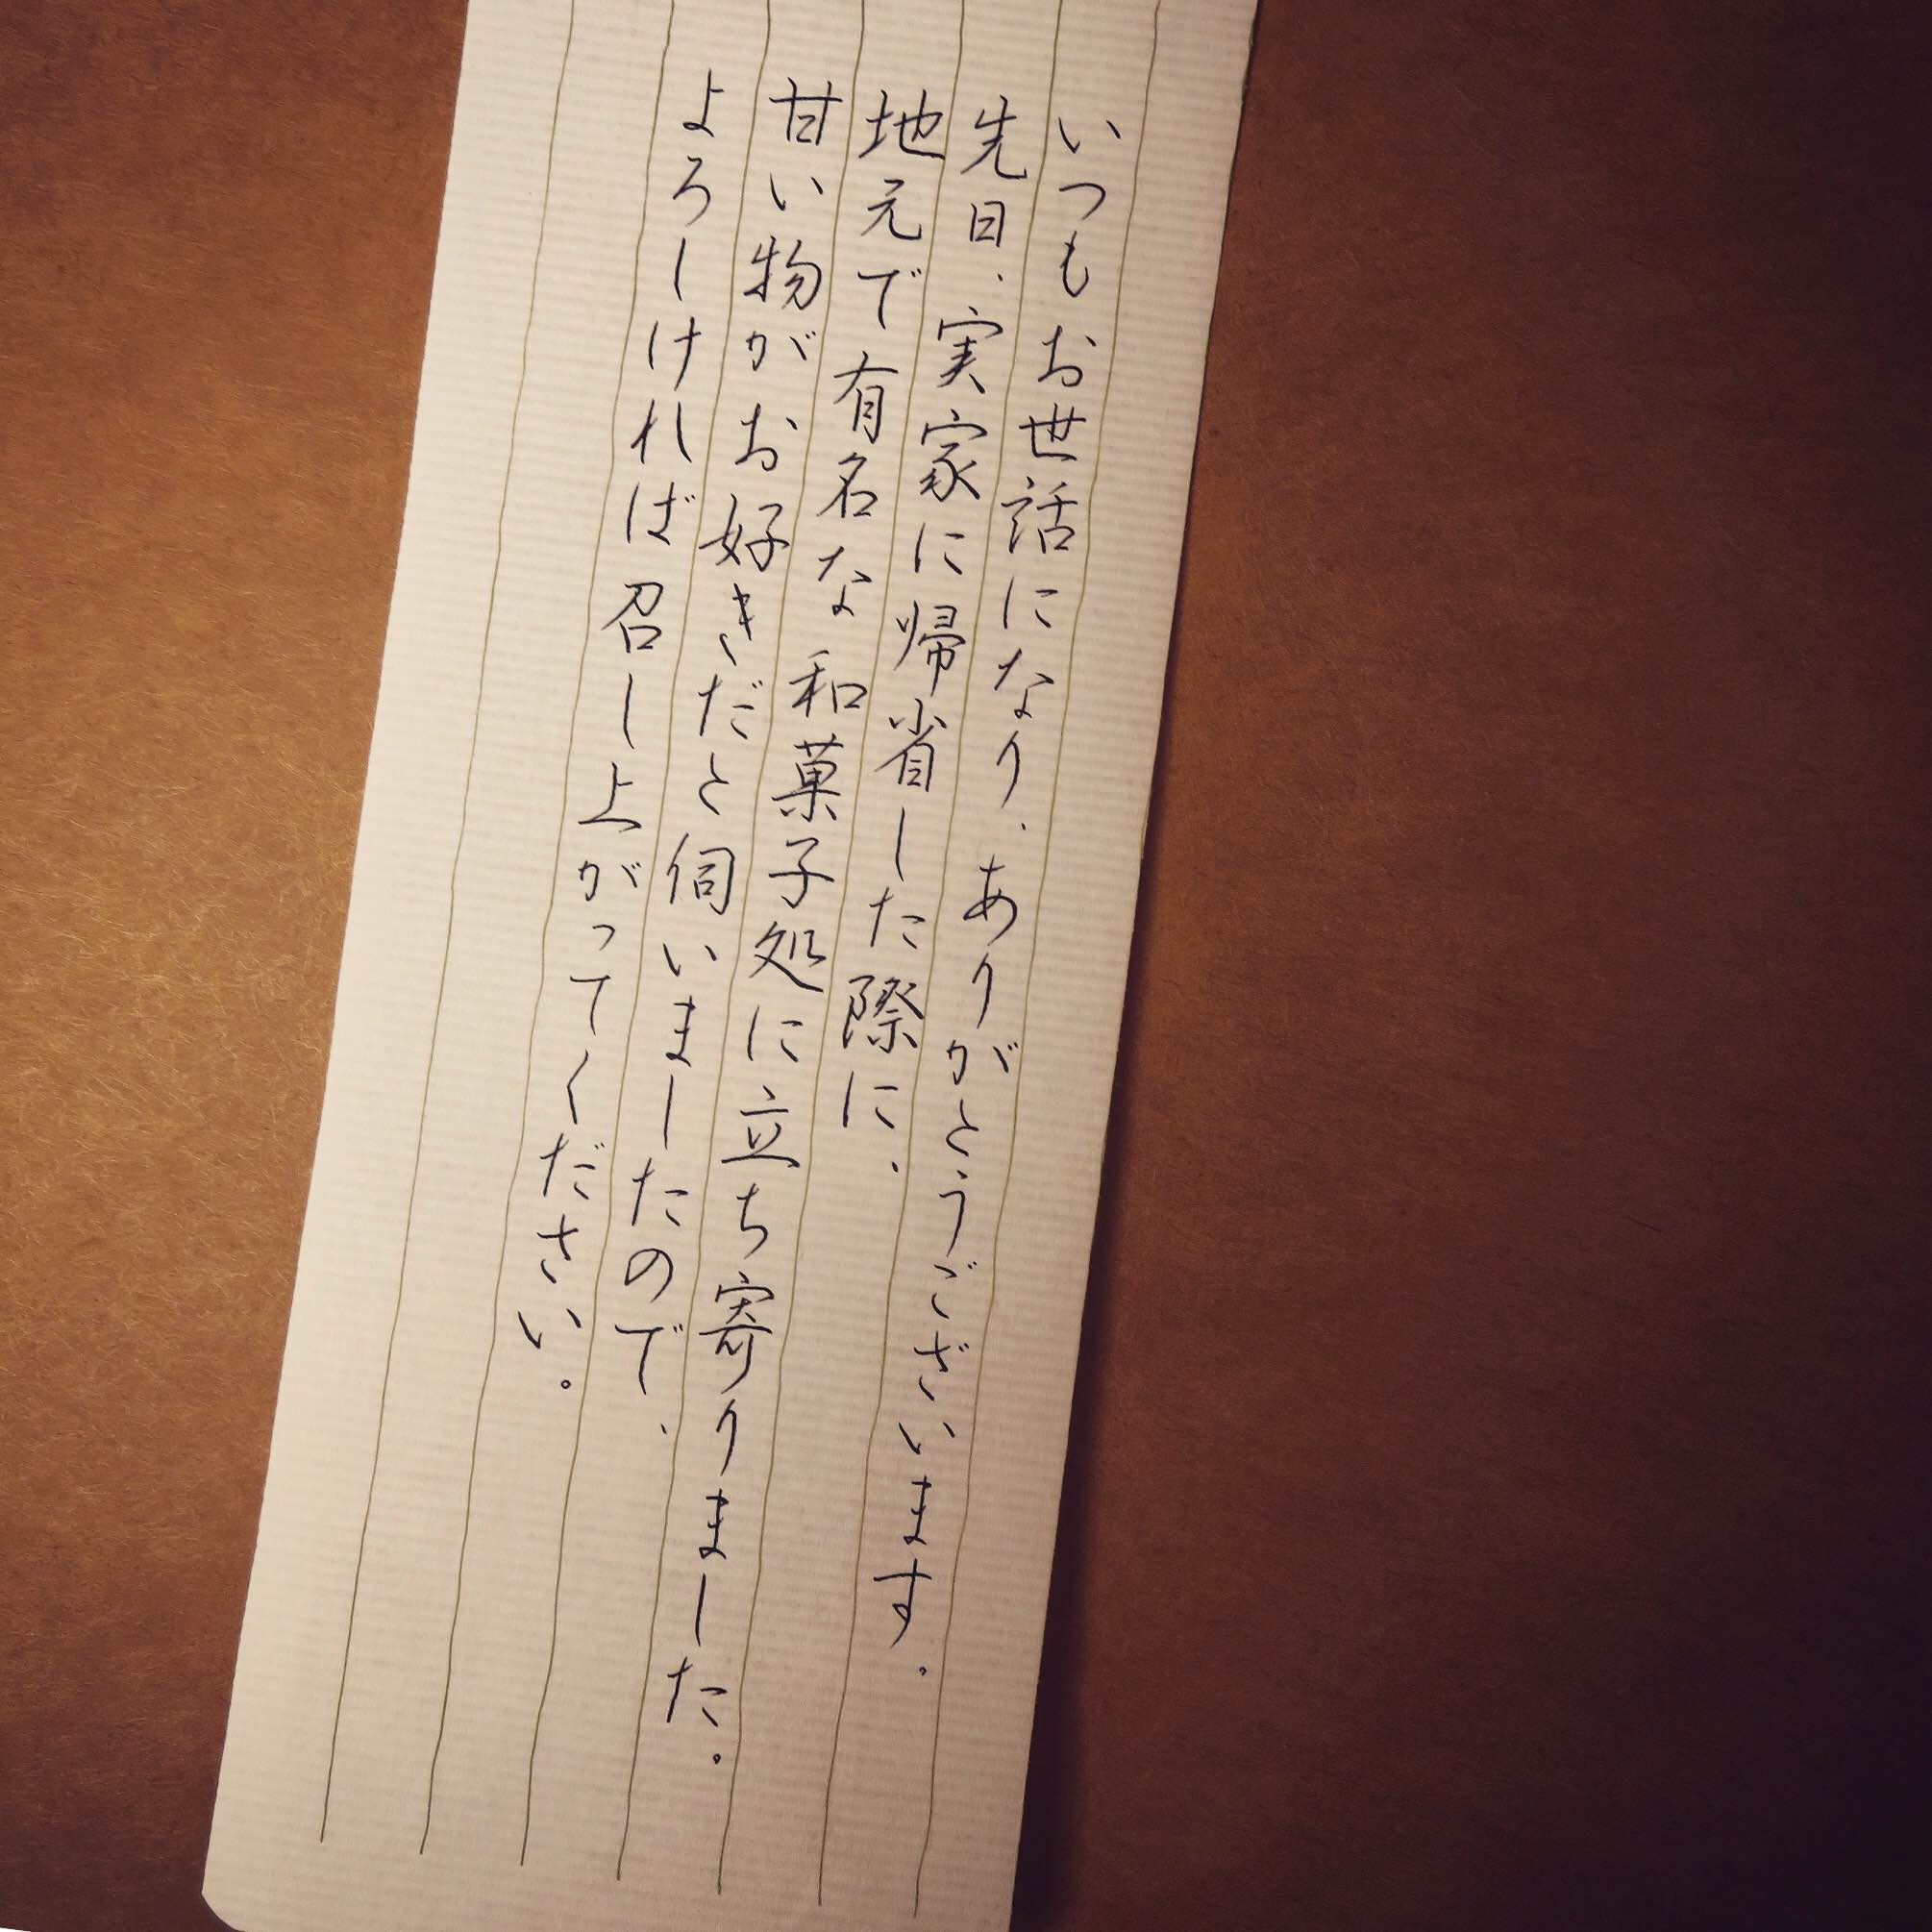 いつもお世話になり、ありがとうございます。
先日、実家に帰省した際に、
地元で有名な和菓子処に立ち寄りました。
甘い物がお好きだと伺いましたので、
よろしければ召し上がってください。